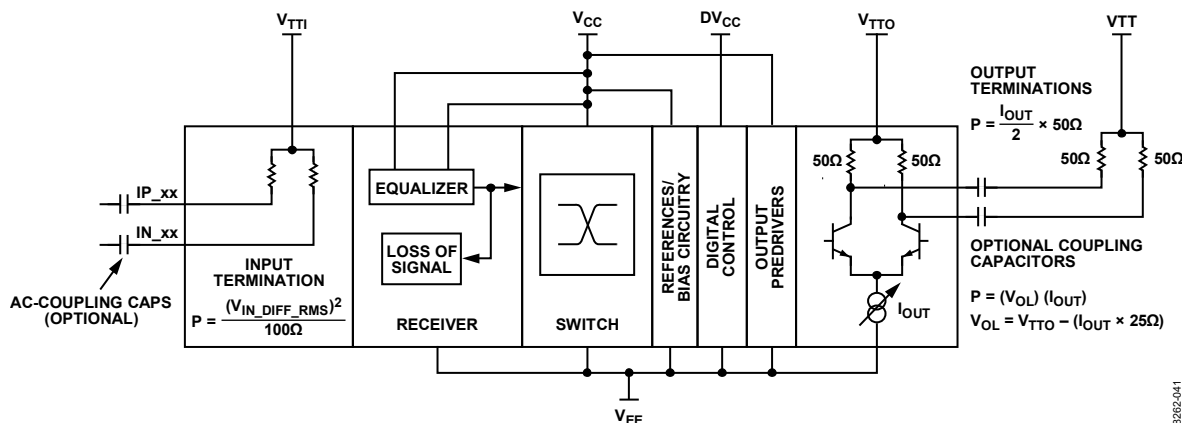 V_TTI
V_CC
DV_CC
V_TTO
VTT
OUTPUT
TERMINATIONS
P = I_OUT/2 × 50Ω
50Ω
50Ω
50Ω
50Ω
IP_xx
IN_xx
AC-COUPLING CAPS
(OPTIONAL)
INPUT
TERMINATION
P = (V_IN_DIFF_RMS)²/100Ω
EQUALIZER
LOSS OF
SIGNAL
RECEIVER
SWITCH
REFERENCES/
BIAS CIRCUITRY
DIGITAL
CONTROL
OUTPUT
PREDRIVERS
I_OUT
OPTIONAL COUPLING
CAPACITORS
P = (V_OL) (I_OUT)
V_OL = V_TTO – (I_OUT × 25Ω)
V_EE
8262-041